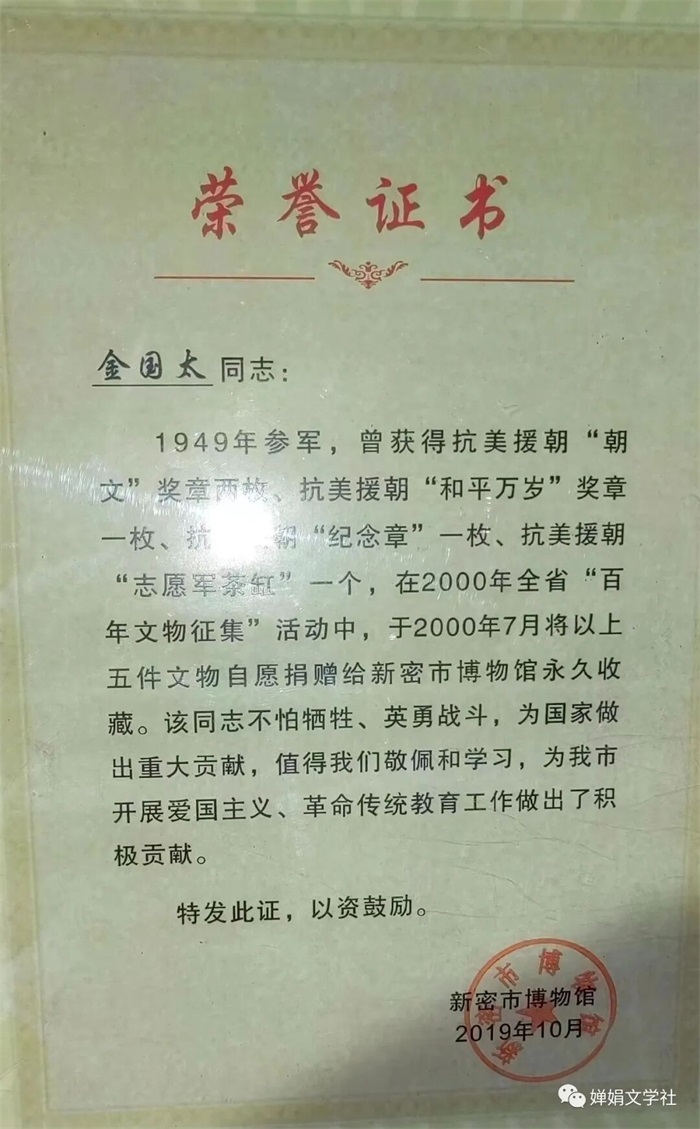 荣誉证书
金国太同志：
1949年参军，曾获得抗美援朝“朝
文”奖章两枚、抗美援朝“和平万岁”奖章
一枚、抗 朝“纪念章”一枚、抗美援朝
“志愿军茶缸”一个，在2000年全省“百
年文物征集”活动中，于2000年7月将以上
五件文物自愿捐赠给新密市博物馆永久收
藏。该同志不怕牺牲、英勇战斗，为国家做
出重大贡献，值得我们敬佩和学习，为我市
开展爱国主义、革命传统教育工作做出了积
极贡献。
特发此证，以资鼓励。
新密市博物馆
新密市博物馆
2019年10月
婵娟文学社